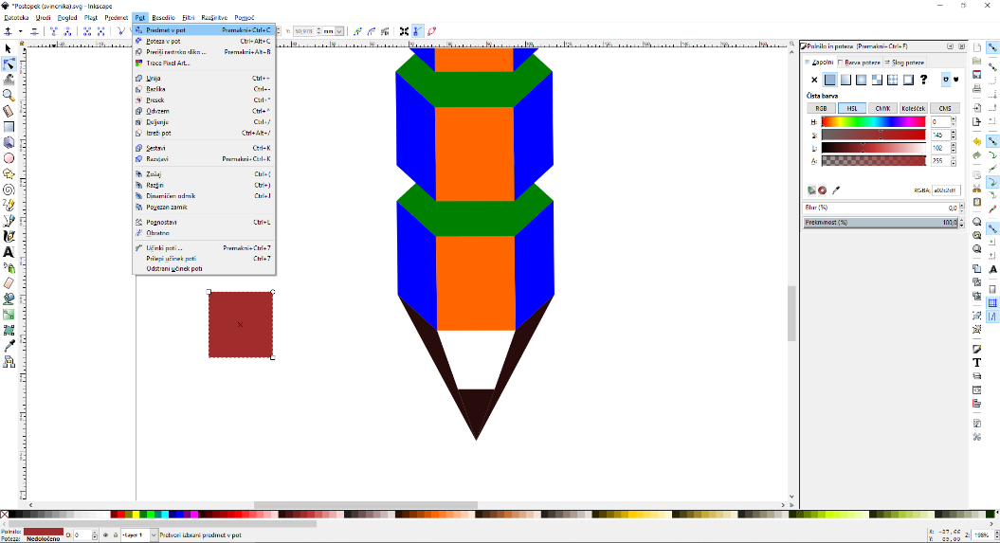 *Postopek (svincnika).svg - Inkscape
Datoteka Uredi Pogled Plast Predmet Pot Besedilo Filtri Razširitve Pomoč
Y: 50,978 mm
Predmet v pot Premakni+Ctrl+C
Poteza v pot Ctrl+Alt+C
Preriši rastrsko sliko ... Premakni+Alt+B
Trace Pixel Art...
Unija Ctrl++
Razlika Ctrl+-
Presek Ctrl+*
Odvzem Ctrl+^
Deljenje Ctrl+/
Izreži pot Ctrl+Alt+/
Sestavi Ctrl+K
Razstavi Premakni+Ctrl+K
Zožaj Ctrl+(
Razširi Ctrl+)
Dinamičen odmik Ctrl+J
Povezan zamik
Poenostavi Ctrl+L
Obratno
Učinki poti ... Premakni+Ctrl+7
Prilepi učinek poti Ctrl+7
Odstrani učinek poti
Polnilo in poteza (Premakni+Ctrl+F)
Zapolni Barva poteze Slog poteze
Čista barva
RGB HSL CMYK Kolešček CMS
H: 0
S: 145
L: 102
A: 255
RGBA: a02c2cff
Blur (%) 0,0
Prekrivnost (%) 100,0
Polnilo:
Poteza: Nedoločeno
O: 0
Layer 1
Pretvori izbrani predmet v pot
X: -27,66
Y: 89,00
Z: 198%